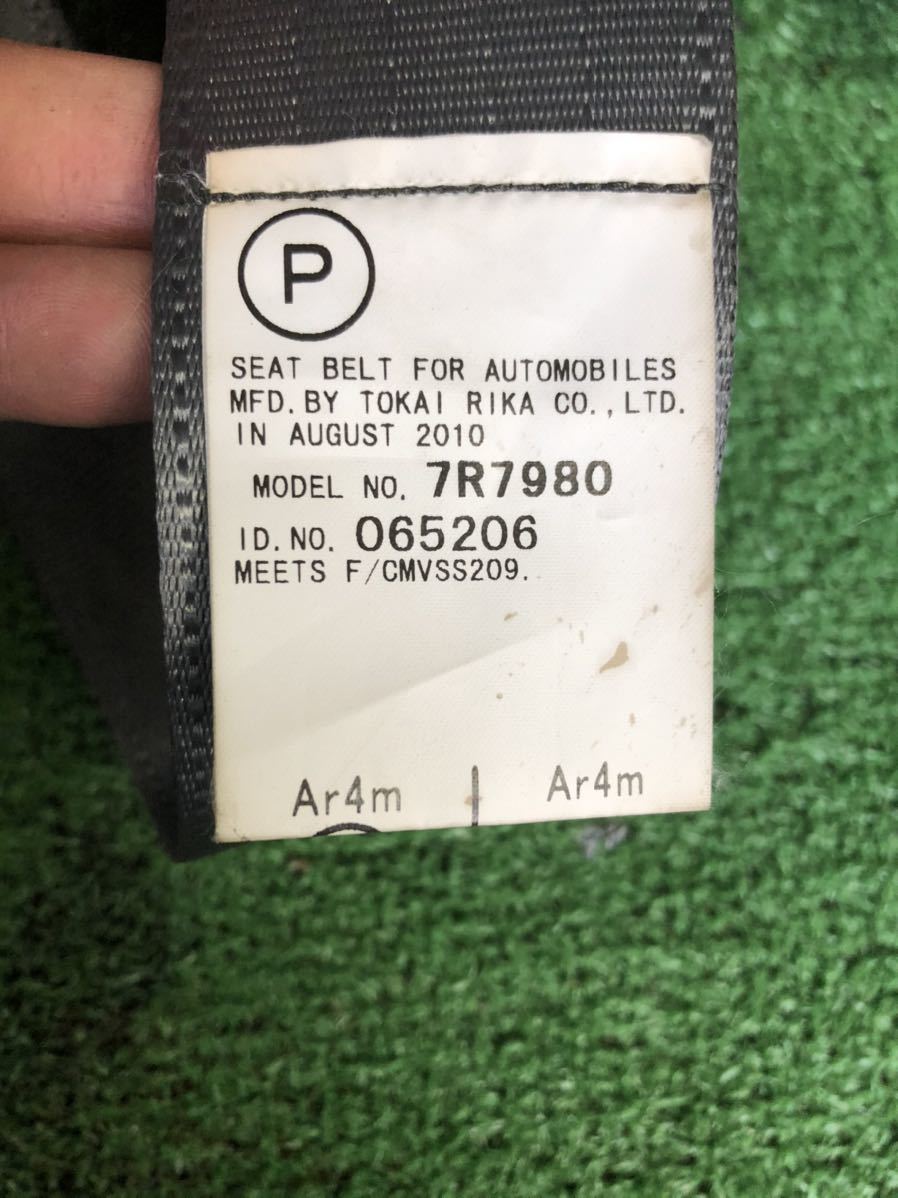 P
SEAT BELT FOR AUTOMOBILES
MFD. BY TOKAI RIKA CO., LTD.
IN AUGUST 2010
MODEL NO. 7R7980
ID. NO. 065206
MEETS F/CMVSS209.
Ar4m | Ar4m